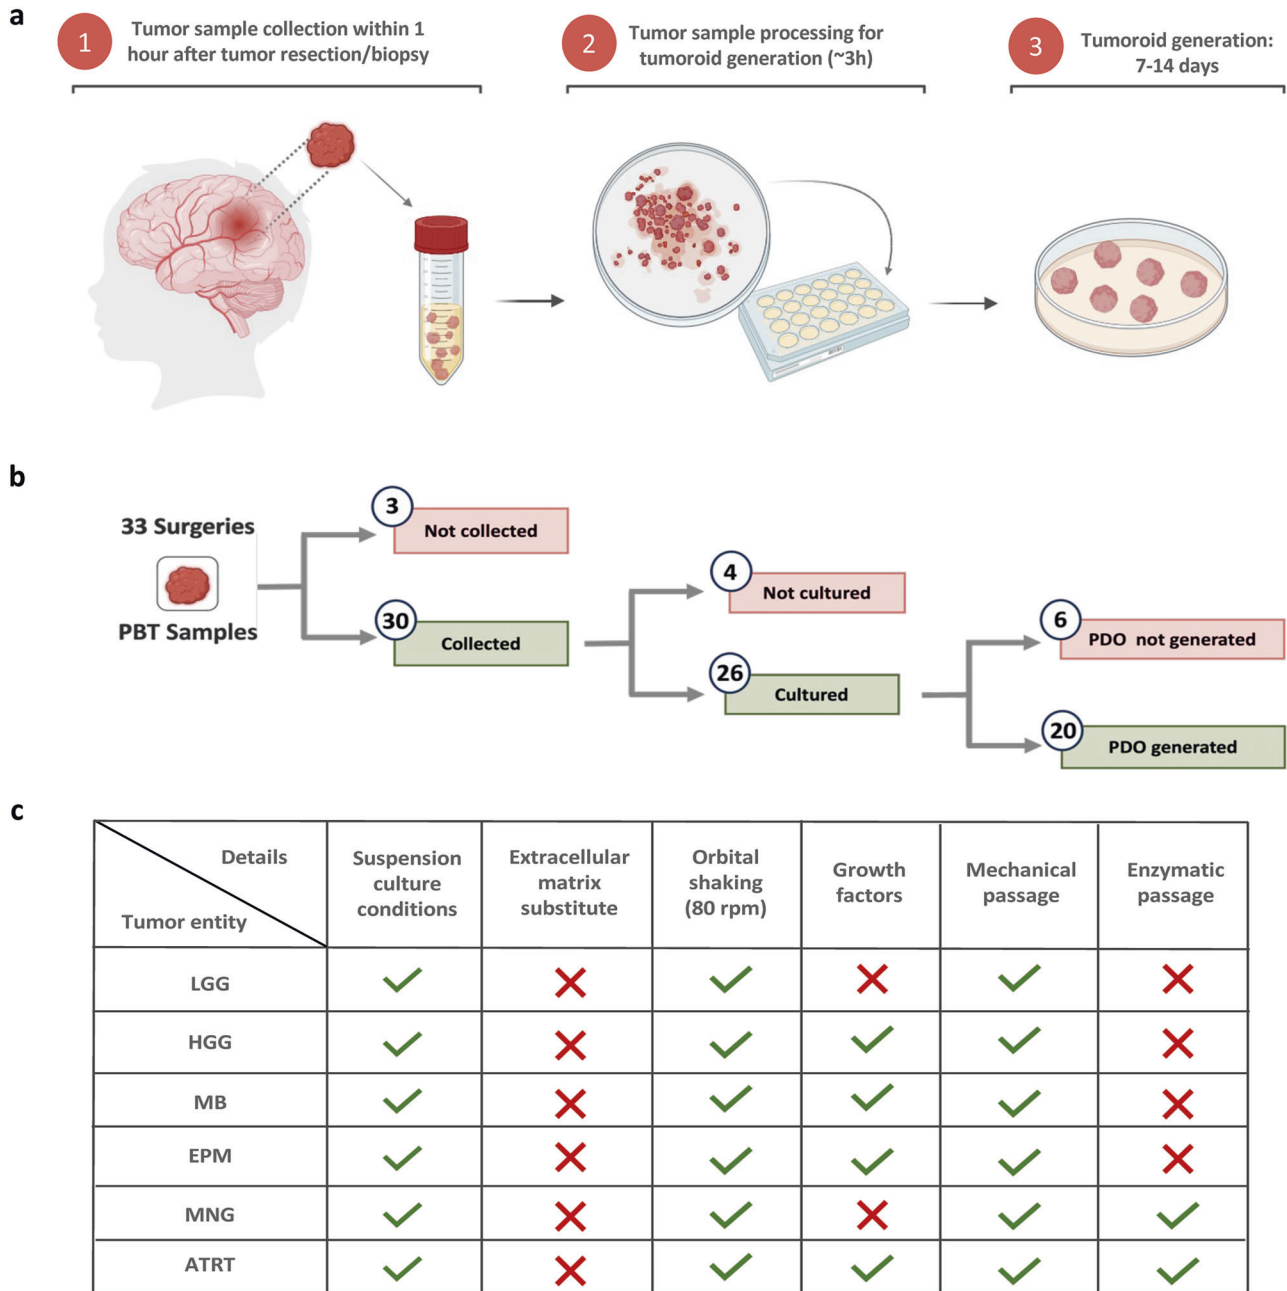 a
1
Tumor sample collection within 1
hour after tumor resection/biopsy
2
Tumor sample processing for
tumoroid generation (~3h)
3
Tumoroid generation:
7-14 days
b
33 Surgeries
PBT Samples
3
Not collected
30
Collected
4
Not cultured
26
Cultured
6
PDO not generated
20
PDO generated
c
Details
Tumor entity
Suspension
culture
conditions
Extracellular
matrix
substitute
Orbital
shaking
(80 rpm)
Growth
factors
Mechanical
passage
Enzymatic
passage
LGG
HGG
MB
EPM
MNG
ATRT